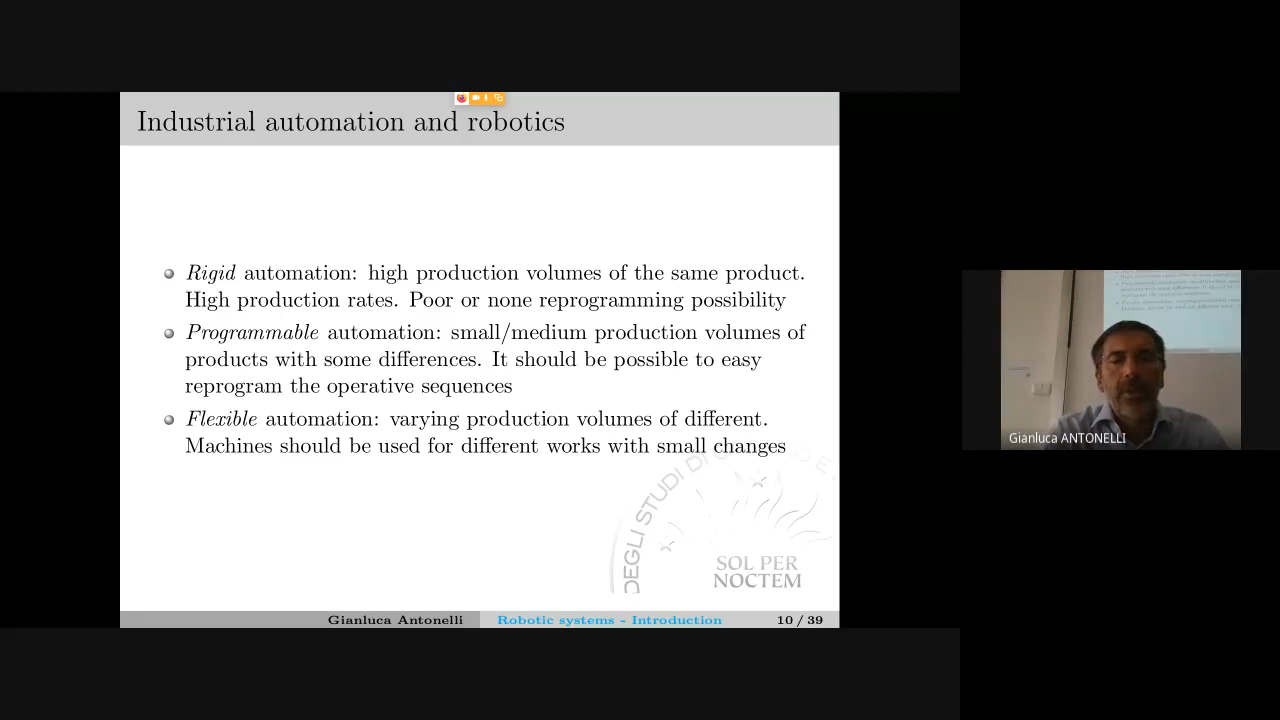 Industrial automation and robotics
Rigid automation: high production volumes of the same product.
High production rates. Poor or none reprogramming possibility
Programmable automation: small/medium production volumes of
products with some differences. It should be possible to easy
reprogram the operative sequences
Flexible automation: varying production volumes of different.
Machines should be used for different works with small changes
DEGLI STUDI DI
SOL PER
NOCTEM
Gianluca Antonelli
Robotic systems - Introduction
10 / 39
Gianluca ANTONELLI